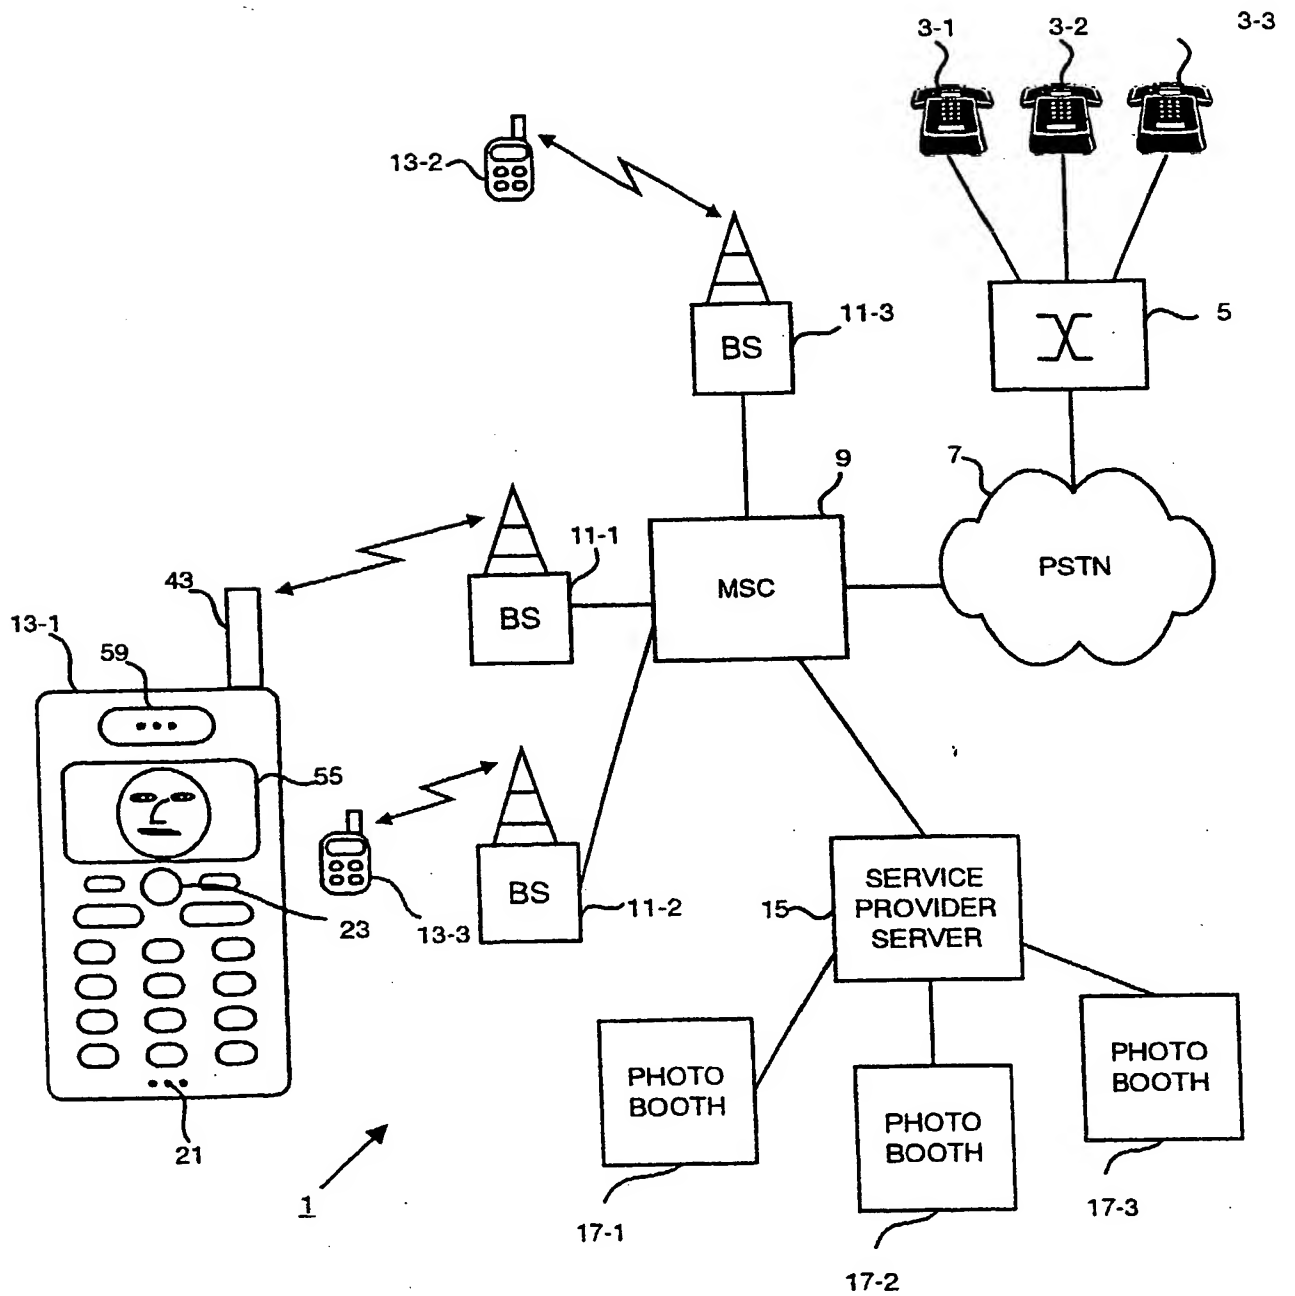 3-1
3-2
3-3
13-2
11-3
BS
5
9
7
11-1
MSC
PSTN
43
BS
13-1
59
55
BS
11-2
23
13-3
15
SERVICE
PROVIDER
SERVER
PHOTO
BOOTH
PHOTO
BOOTH
PHOTO
BOOTH
21
1
17-1
17-2
17-3